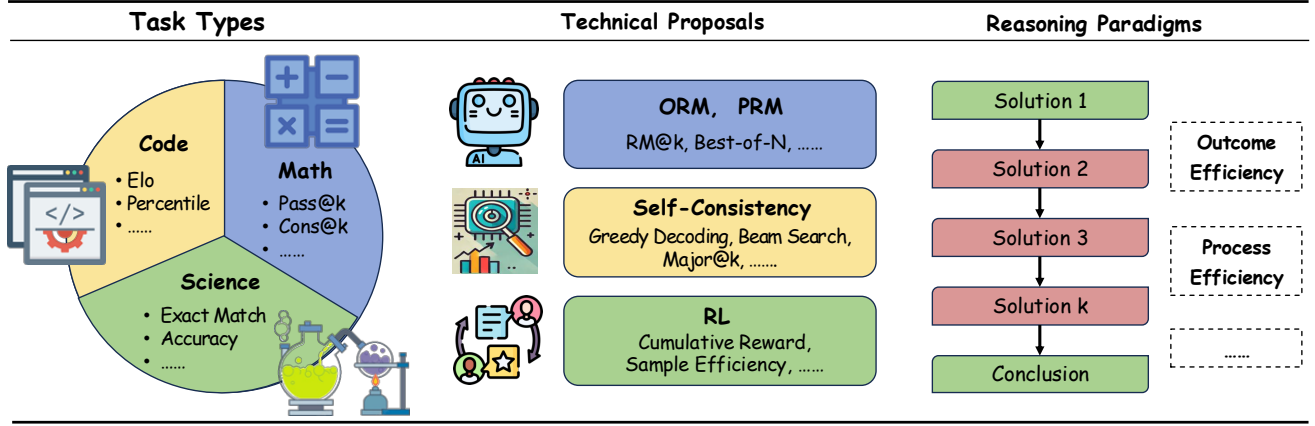 Task Types
Technical Proposals
Reasoning Paradigms
Code
• Elo
• Percentile
• ......
Math
• Pass@k
• Cons@k
• ......
Science
• Exact Match
• Accuracy
• ......
AI
ORM, PRM
RM@k, Best-of-N, ......
</>
Self-Consistency
Greedy Decoding, Beam Search,
Major@k, .......
RL
Cumulative Reward,
Sample Efficiency, ......
Solution 1
Solution 2
Solution 3
Solution k
Conclusion
Outcome
Efficiency
Process
Efficiency
......